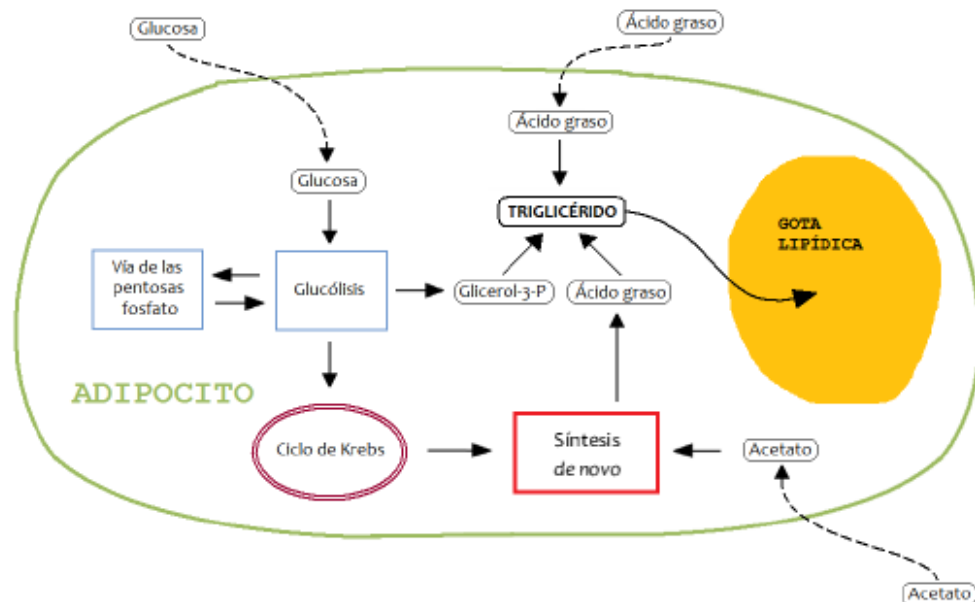 Glucosa
Ácido graso
Ácido graso
Glucosa
TRIGLICÉRIDO
GOTA
LIPÍDICA
Vía de las
pentosas
fosfato
Glucólisis
Glicerol-3-P
Ácido graso
ADIPOCITO
Ciclo de Krebs
Síntesis
de novo
Acetato
Acetato